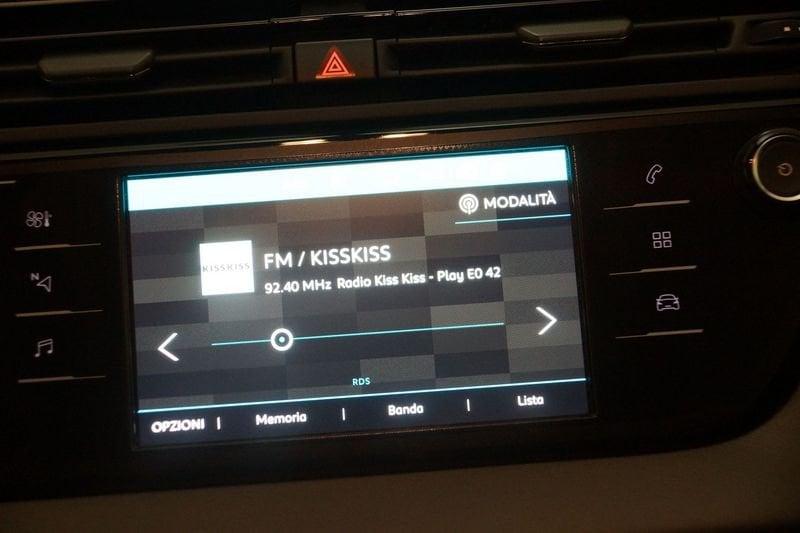 MODALITÀ
KISSKISS
FM / KISSKISS
92.40 MHz Radio Kiss Kiss - Play E0 42
N
RDS
OPZIONI | Memoria | Banda | Lista